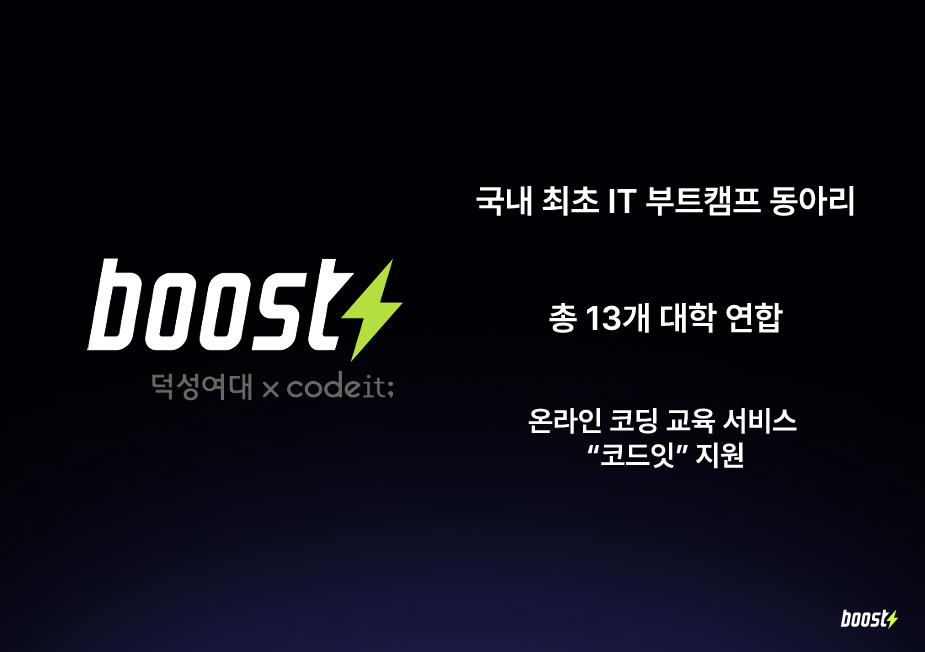 boost
덕성여대 x codeit;
국내 최초 IT 부트캠프 동아리
총 13개 대학 연합
온라인 코딩 교육 서비스
“코드잇” 지원
boost